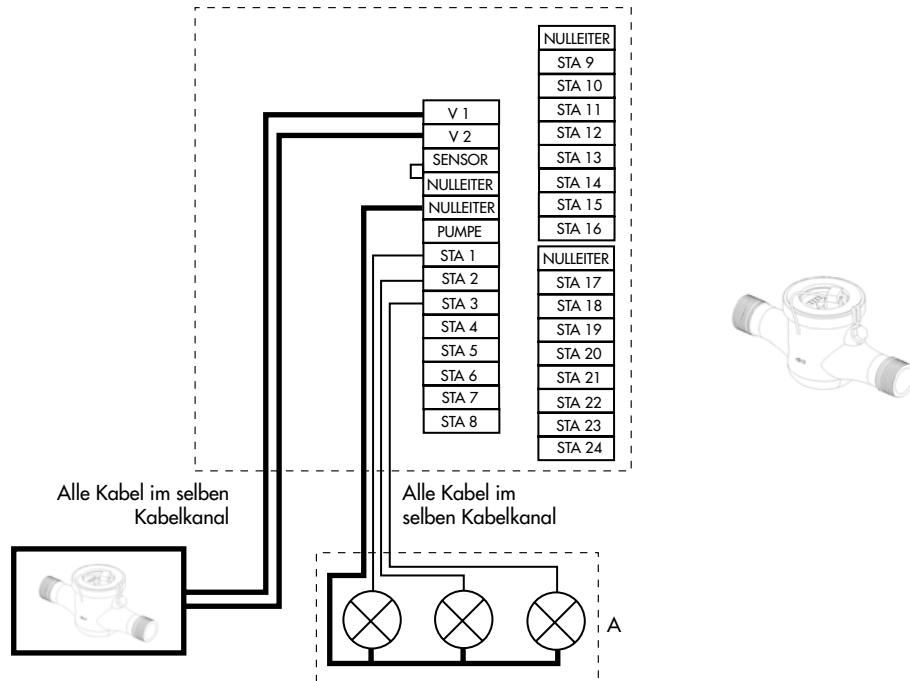 V 1
V 2
SENSOR
NULLEITER
NULLEITER
PUMPE
STA 1
STA 2
STA 3
STA 4
STA 5
STA 6
STA 7
STA 8
NULLEITER
STA 9
STA 10
STA 11
STA 12
STA 13
STA 14
STA 15
STA 16
NULLEITER
STA 17
STA 18
STA 19
STA 20
STA 21
STA 22
STA 23
STA 24
Alle Kabel im selben
Kabelkanal
Alle Kabel im
selben Kabelkanal
A